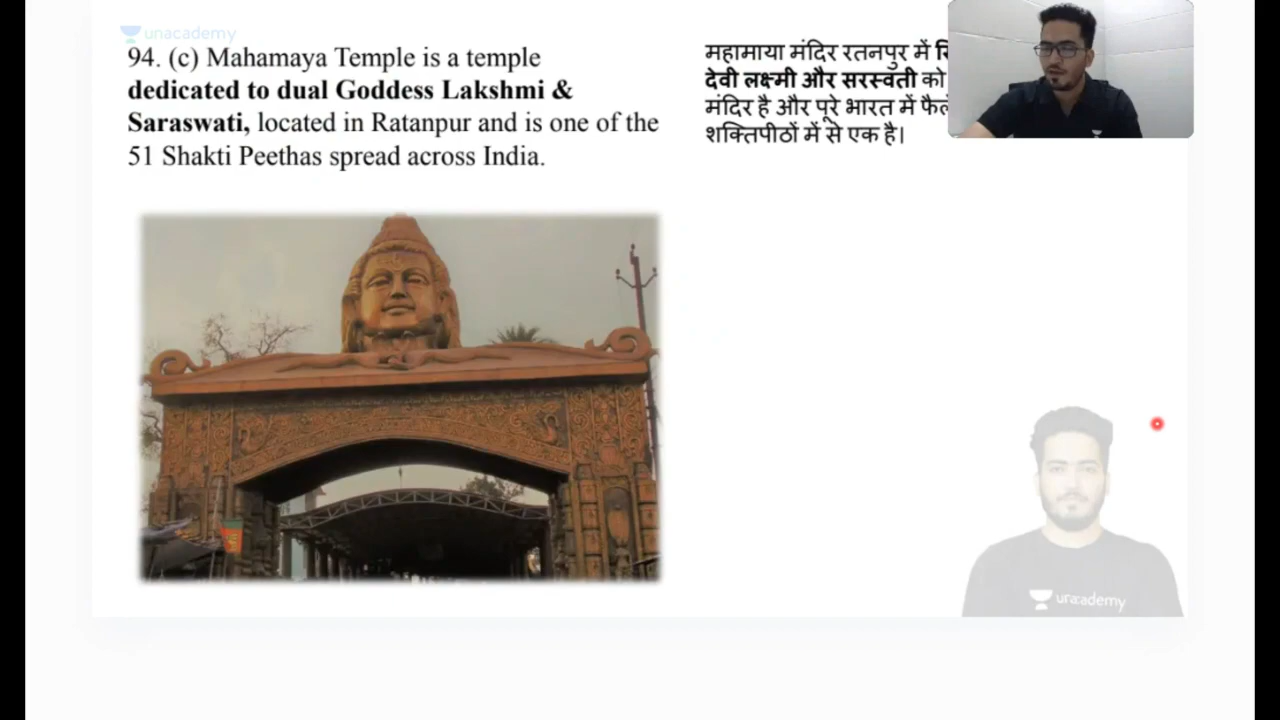 unacademy
94. (c) Mahamaya Temple is a temple
dedicated to dual Goddess Lakshmi &
Saraswati, located in Ratanpur and is one of the
51 Shakti Peethas spread across India.
महामाया मंदिर रतनपुर में
देवी लक्ष्मी और सरस्वती को
मंदिर है और पूरे भारत में
शक्तिपीठों में से एक है।
unacademy